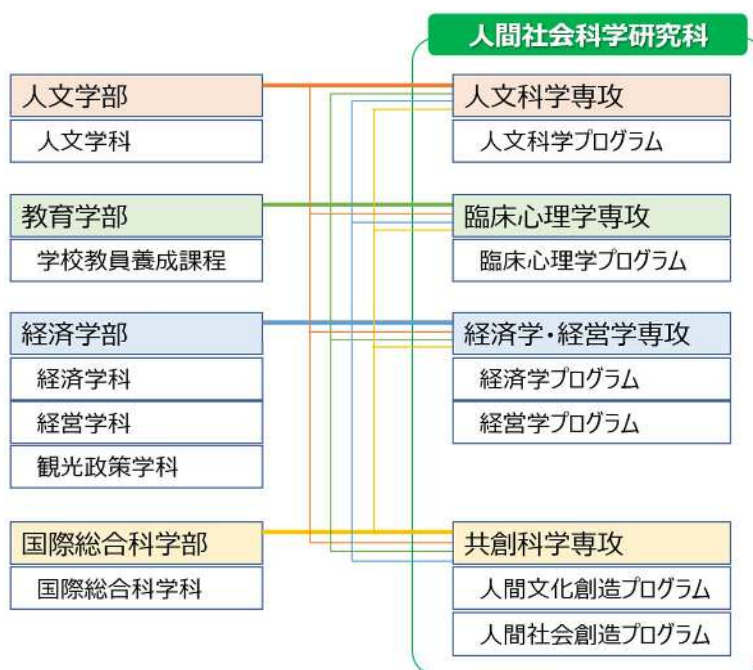 人間社会科学研究科
人文学部
人文学科
教育学部
学校教員養成課程
経済学部
経済学科
経営学科
観光政策学科
国際総合科学部
国際総合科学科
人文科学専攻
人文科学プログラム
臨床心理学専攻
臨床心理学プログラム
経済学・経営学専攻
経済学プログラム
経営学プログラム
共創科学専攻
人間文化創造プログラム
人間社会創造プログラム